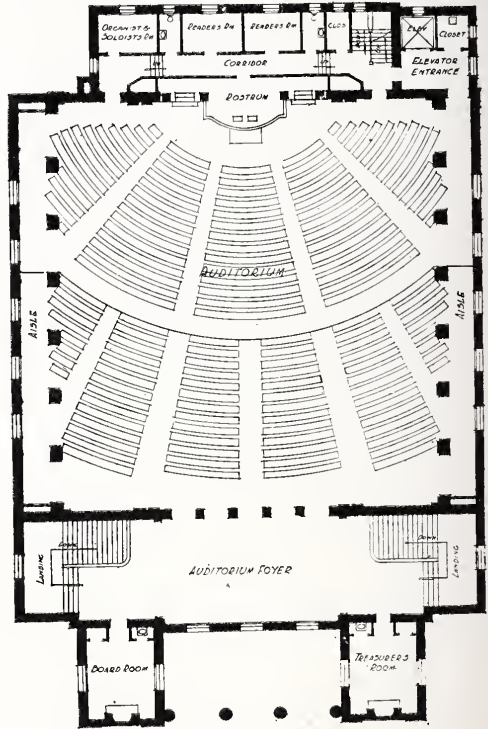 ORGANIST &
SOLOISTS RM
READERS RM
READERS RM
CLOS
ELEV
CLOSET
CORRIDOR
ELEVATOR
ENTRANCE
ROSTRUM
AUDITORIUM
AISLE
AISLE
DOWN
DOWN
LANDING
LANDING
AUDITORIUM FOYER
BOARD ROOM
TREASURERS
ROOM